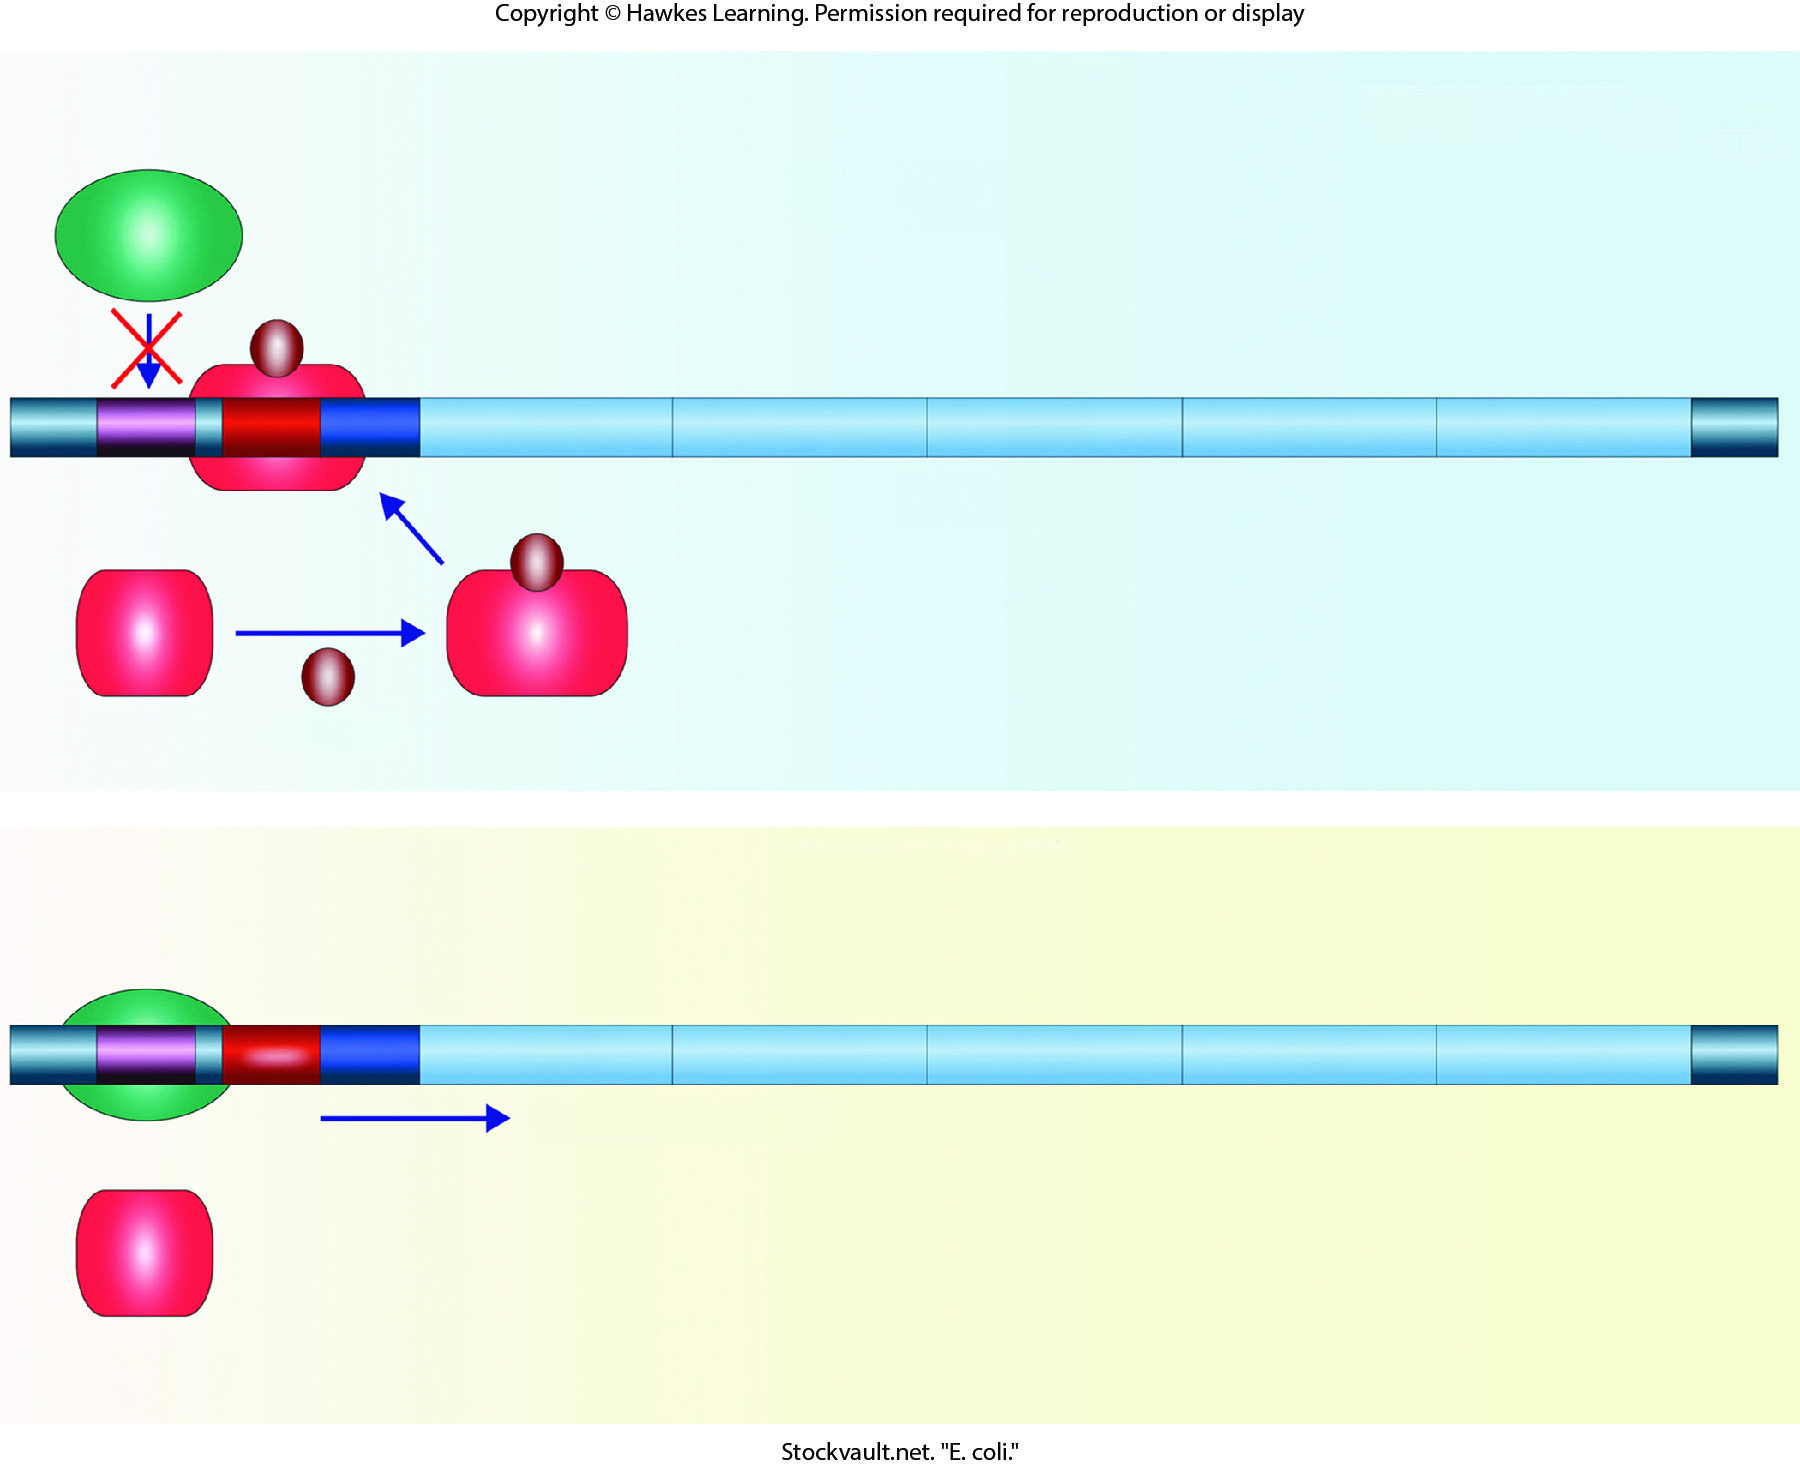 Copyright © Hawkes Learning. Permission required for reproduction or display
Stockvault.net. "E. coli."